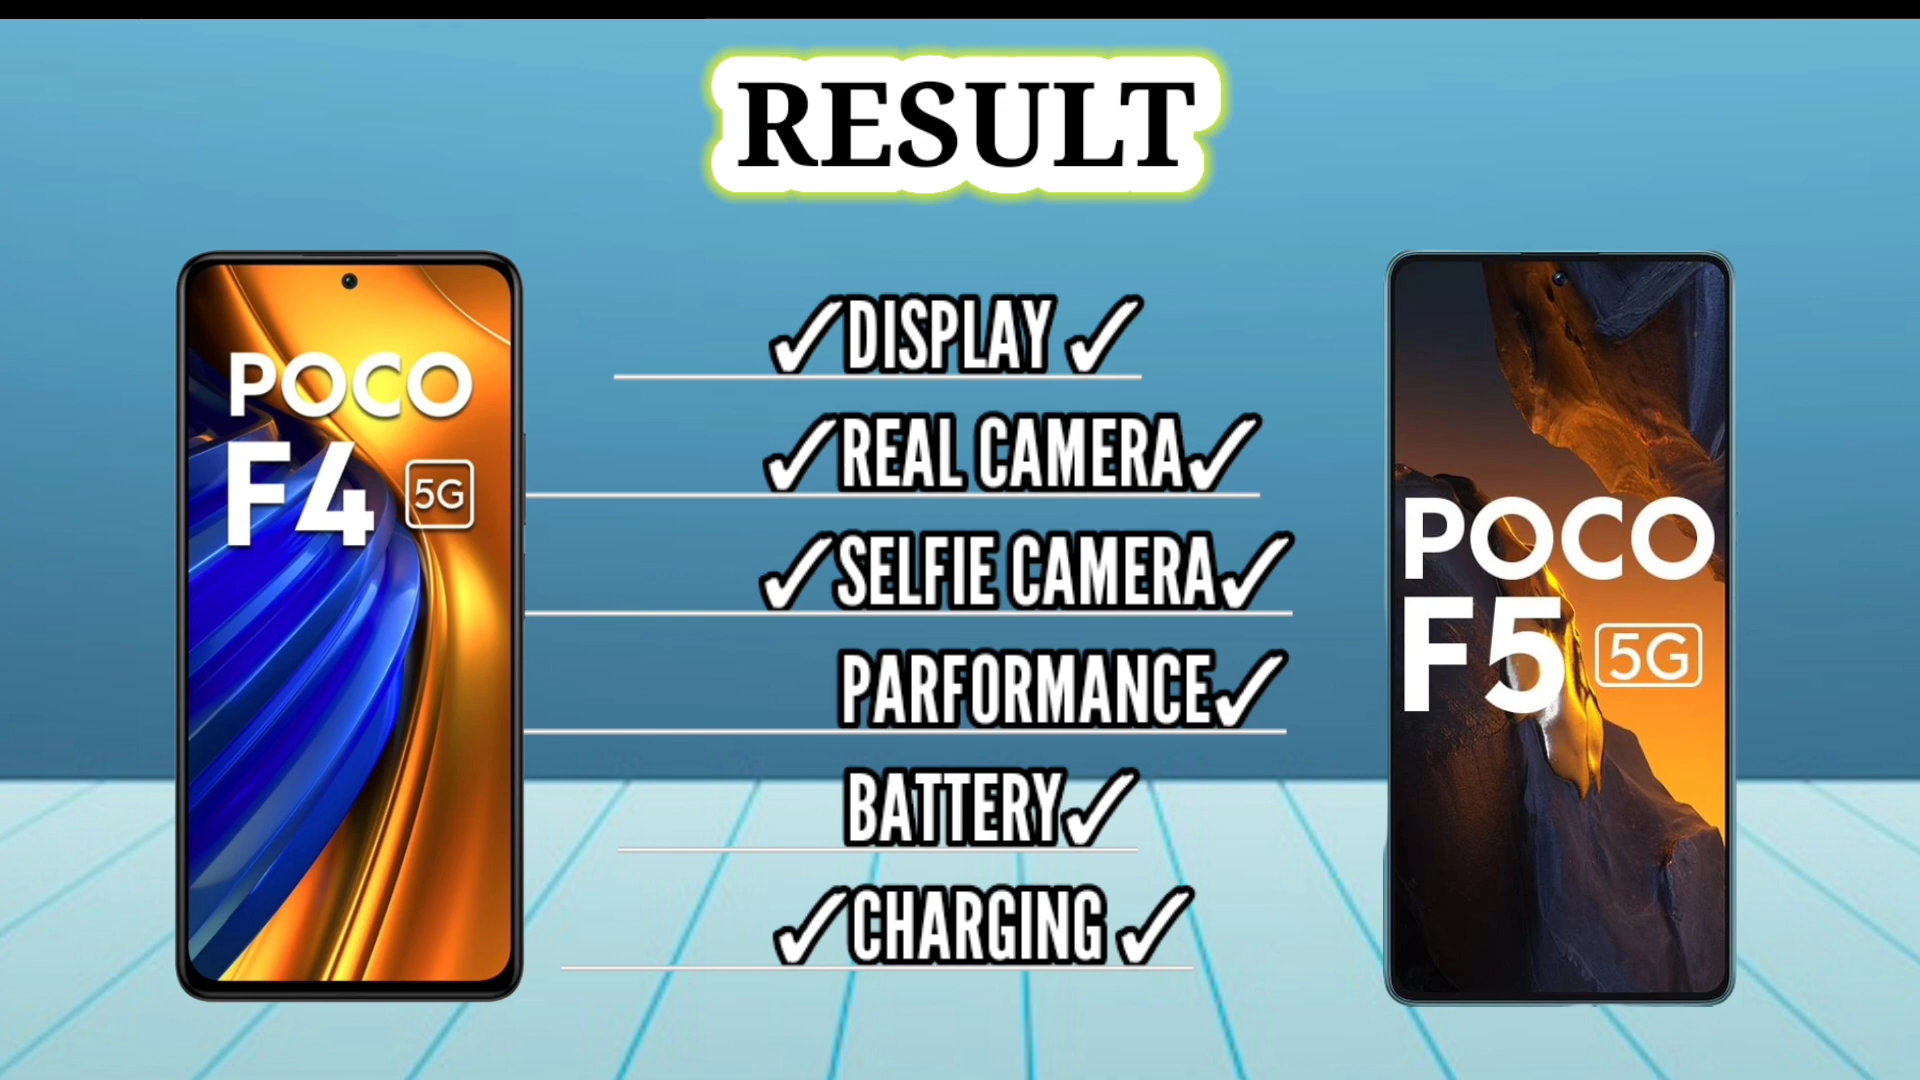 RESULT
POCO
F4 5G
✓DISPLAY ✓
✓REAL CAMERA✓
✓SELFIE CAMERA✓
PARFORMANCE✓
BATTERY✓
✓CHARGING ✓
POCO
F5 5G